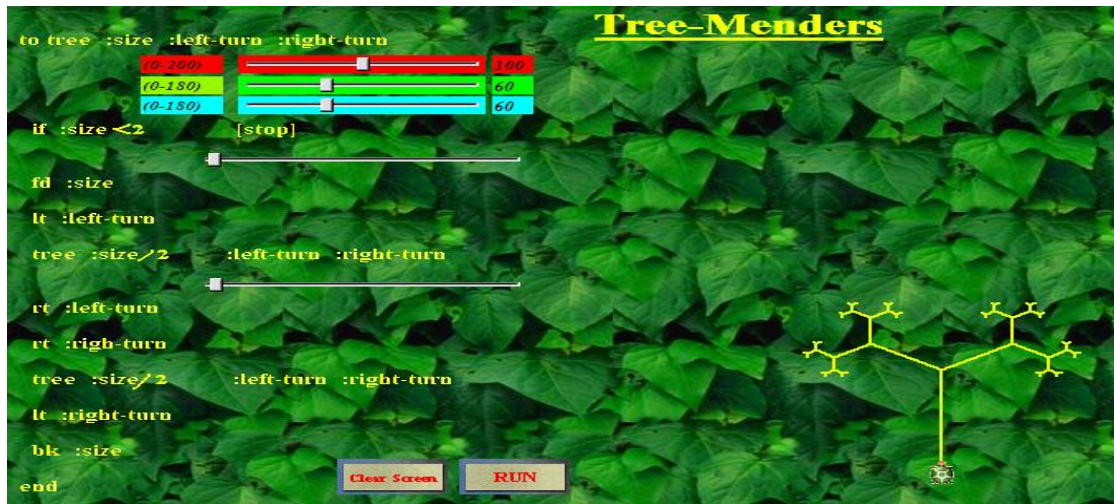 Tree-Menders
to tree :size :left-turn :right-turn
(0-200) 100
(0-180) 60
(0-180) 60
if :size <2 [stop]
fd :size
lt :left-turn
tree :size/2 :left-turn :right-turn
rt :left-turn
rt :righ-turn
tree :size/2 :left-turn :right-turn
lt :right-turn
bk :size
end
Clear Screen RUN